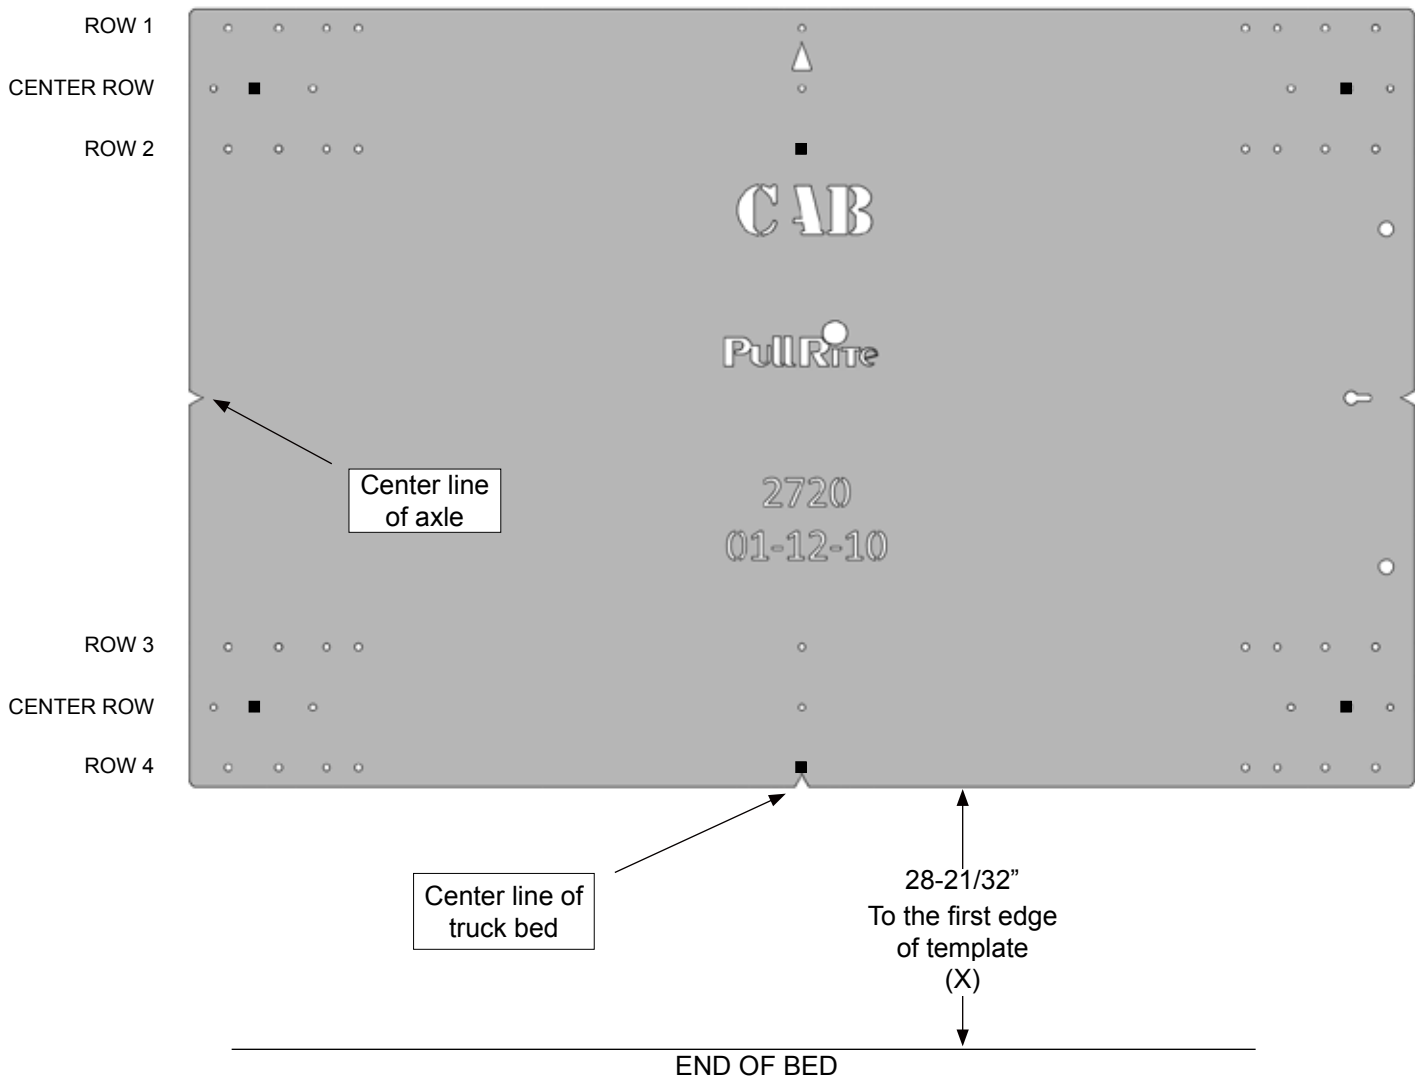 ROW 1
CENTER ROW
ROW 2
CAB
PullRite
Center line
of axle
2720
01-12-10
ROW 3
CENTER ROW
ROW 4
Center line of
truck bed
28-21/32”
To the first edge
of template
(X)
END OF BED